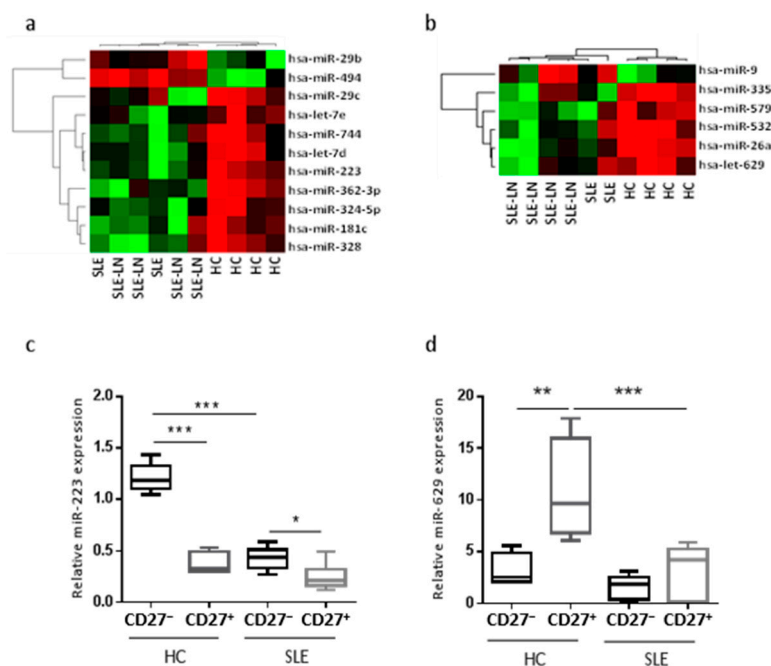 a
hsa-miR-29b
hsa-miR-494
hsa-miR-29c
hsa-let-7e
hsa-miR-744
hsa-let-7d
hsa-miR-223
hsa-miR-362-3p
hsa-miR-324-5p
hsa-miR-181c
hsa-miR-328
SLE
SLE-LN
SLE-LN
SLE
SLE-LN
SLE-LN
HC
HC
HC
HC
b
hsa-miR-9
hsa-miR-335
hsa-miR-579
hsa-miR-532
hsa-miR-26a
hsa-let-629
SLE-LN
SLE-LN
SLE-LN
SLE-LN
SLE
SLE
HC
HC
HC
HC
c
Relative miR-223 expression
2.0
1.5
1.0
0.5
0.0
***
***
*
CD27⁻ CD27⁺ CD27⁻ CD27⁺
HC SLE
d
Relative miR-629 expression
20
15
10
5
0
** ***
CD27⁻ CD27⁺ CD27⁻ CD27⁺
HC SLE